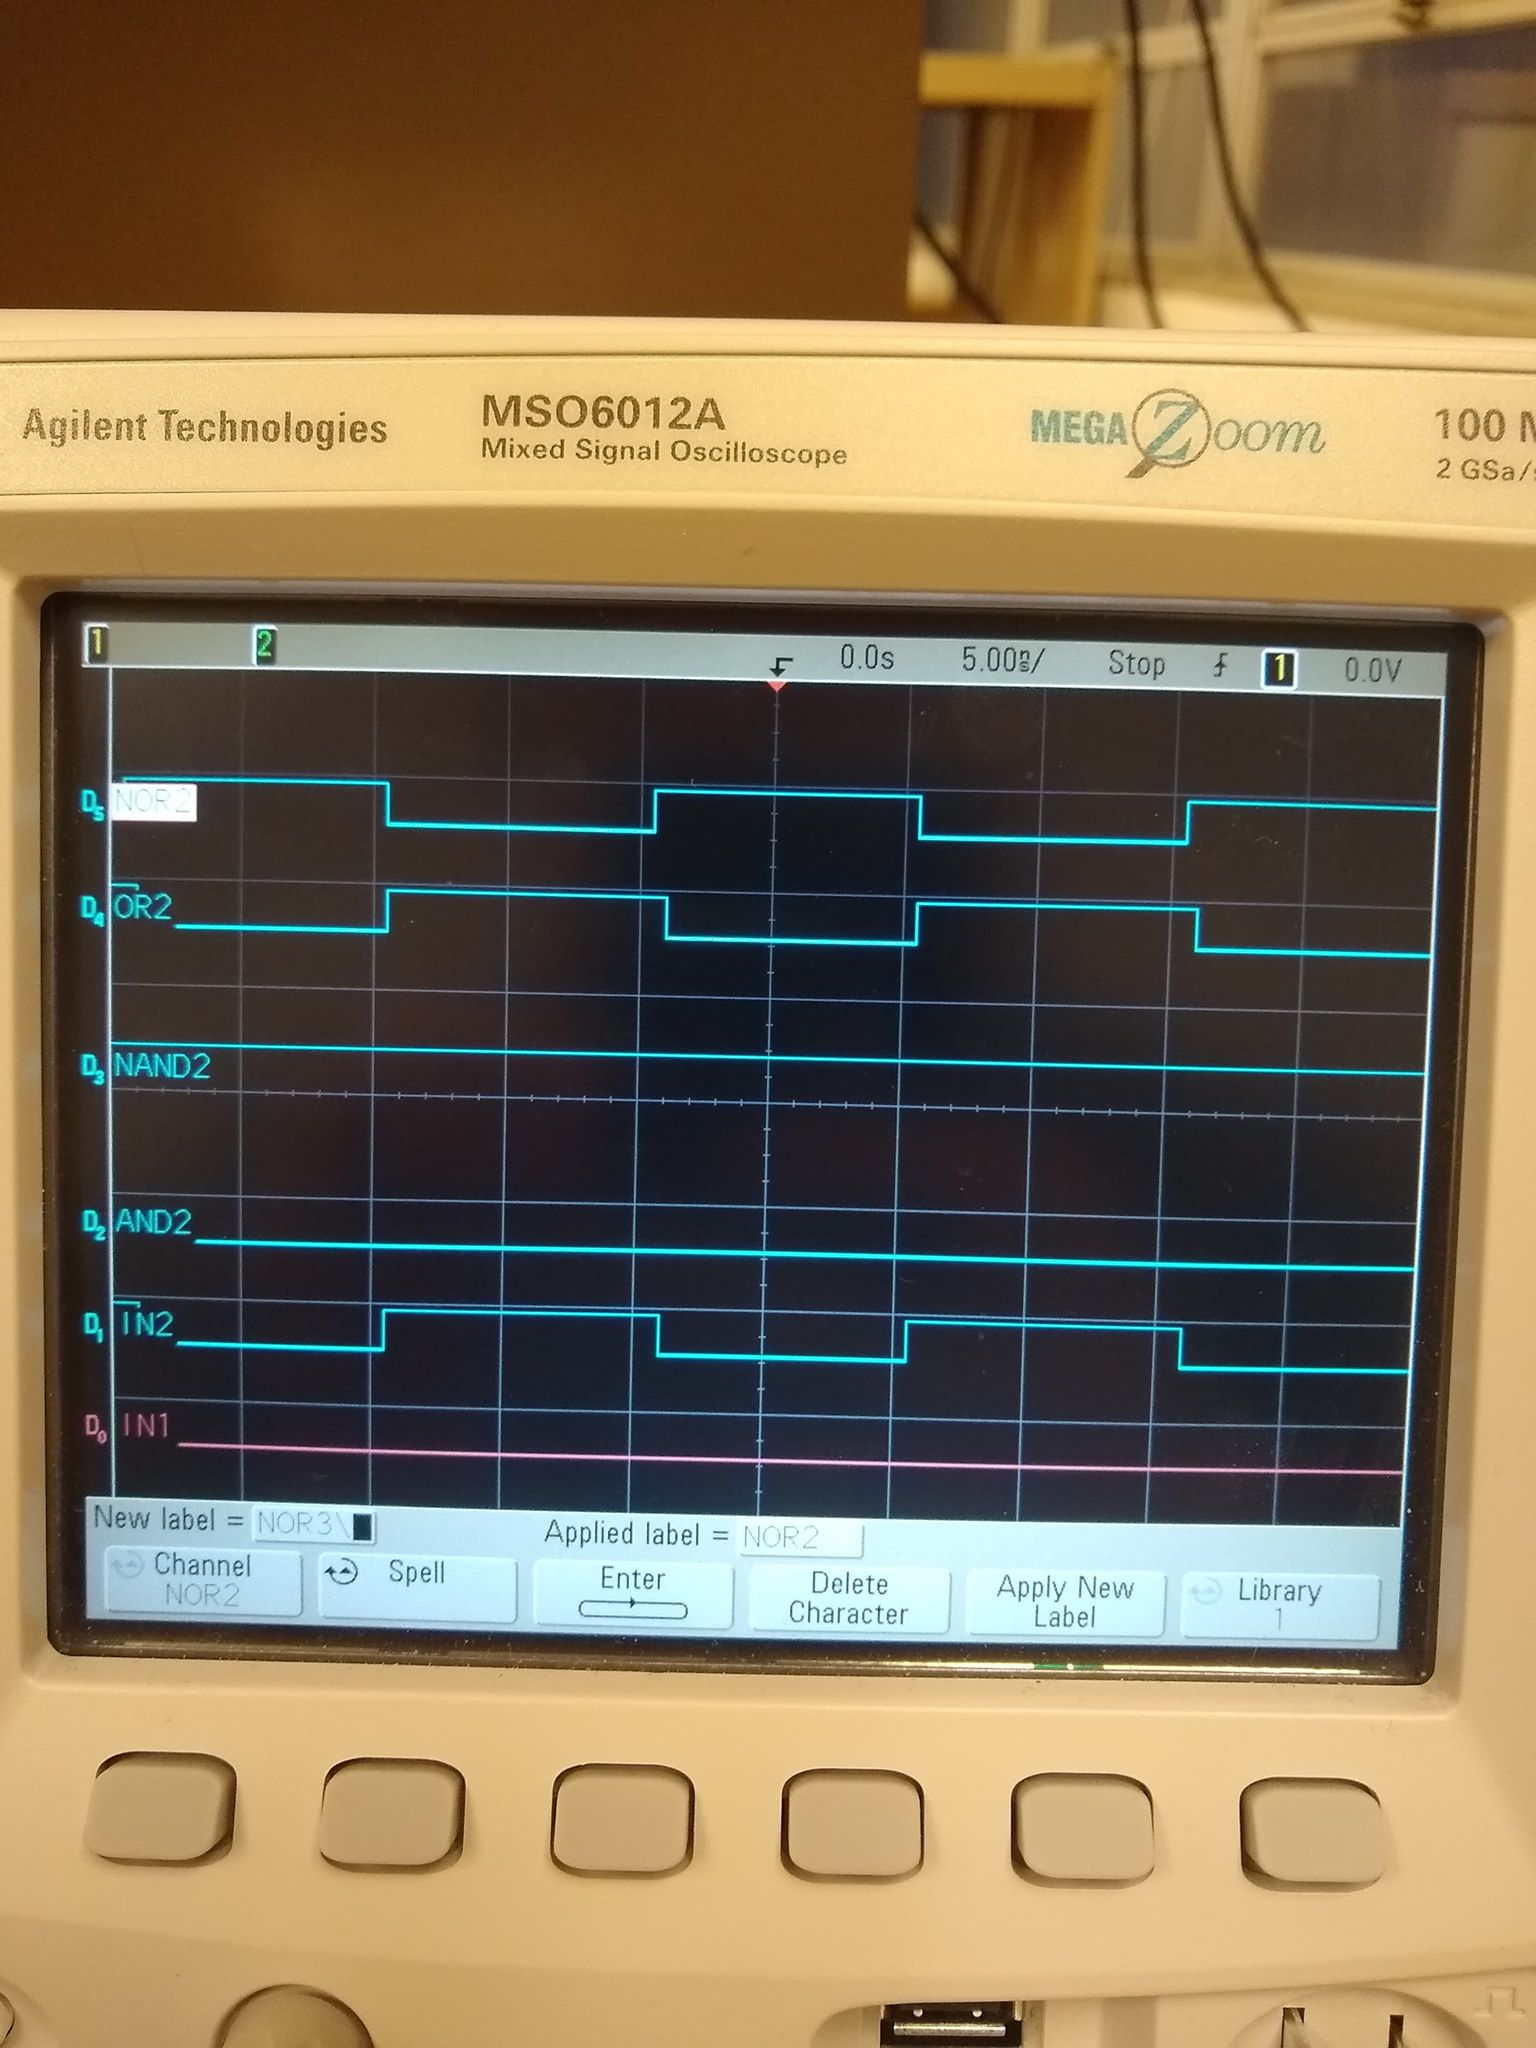 Agilent Technologies
MSO6012A
Mixed Signal Oscilloscope
MEGA Zoom
100
2 GSa/s
1 2 0.0s 5.00ns/ Stop 1 0.0V
D5 NOR2
D4 OR2
D3 NAND2
D2 AND2
D1 IN2
D0 IN1
New label = NOR3\ Applied label = NOR2
Channel
NOR2
Spell
Enter
Delete
Character
Apply New
Label
Library
1